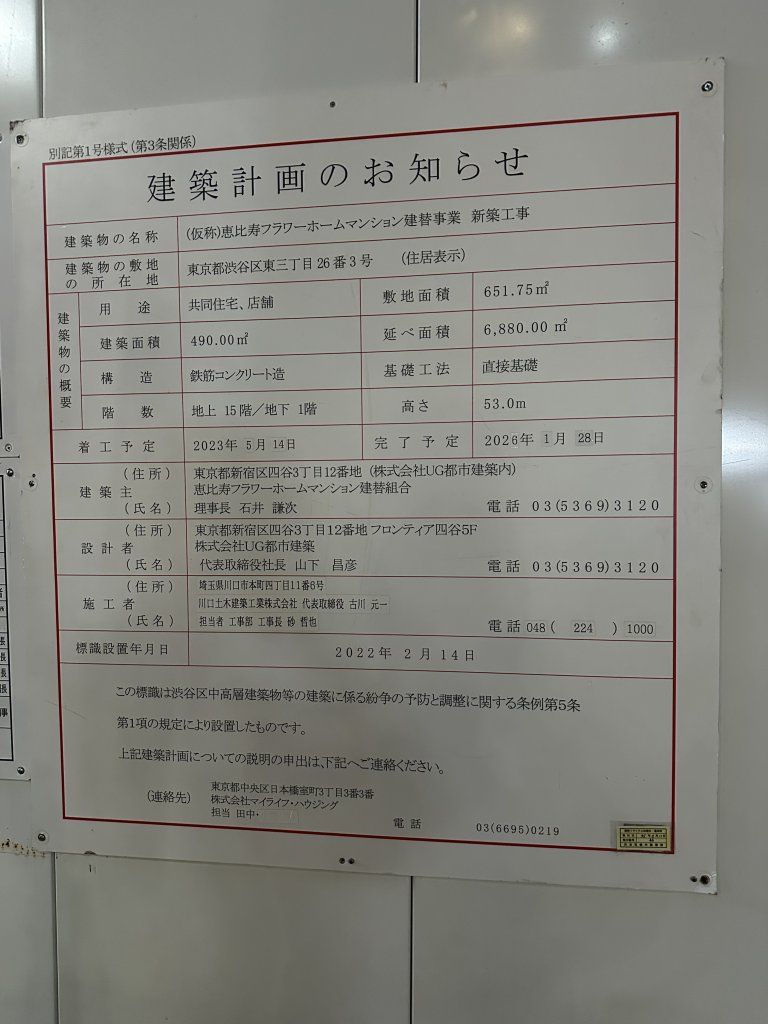 別記第1号様式(第3条関係)
建築計画のお知らせ
建築物の名称 (仮称)恵比寿フラワーホームマンション建替事業 新築工事
建築物の敷地の所在地 東京都渋谷区東三丁目26番3号 (住居表示)
建築物の概要
用途 共同住宅、店舗 敷地面積 651.75㎡
建築面積 490.00㎡ 延べ面積 6,880.00 ㎡
構造 鉄筋コンクリート造 基礎工法 直接基礎
階数 地上 15階/地下 1階 高さ 53.0m
着工予定 2023年 5月 14日 完了予定 2026年 1月 28日
建築主
(住所) 東京都新宿区四谷3丁目12番地 (株式会社UG都市建築内)
恵比寿フラワーホームマンション建替組合
(氏名) 理事長 石井 謙次 電話 03(5369)3120
設計者
(住所) 東京都新宿区四谷3丁目12番地 フロンティア四谷5F
株式会社UG都市建築
(氏名) 代表取締役社長 山下 昌彦 電話 03(5369)3120
施工者
(住所) 埼玉県川口市本町四丁目11番6号
川口土木建築工業株式会社 代表取締役 古川 元一
(氏名) 担当者 工事部 工事長 砂 哲也 電話 048 ( 224 ) 1000
標識設置年月日 2022年 2月 14日
この標識は渋谷区中高層建築物等の建築に係る紛争の予防と調整に関する条例第5条
第1項の規定により設置したものです。
上記建築計画についての説明の申出は、下記へご連絡ください。
(連絡先) 東京都中央区日本橋室町3丁目3番3番
株式会社マイライフ・ハウジング
担当 田中・
電話 03(6695)0219